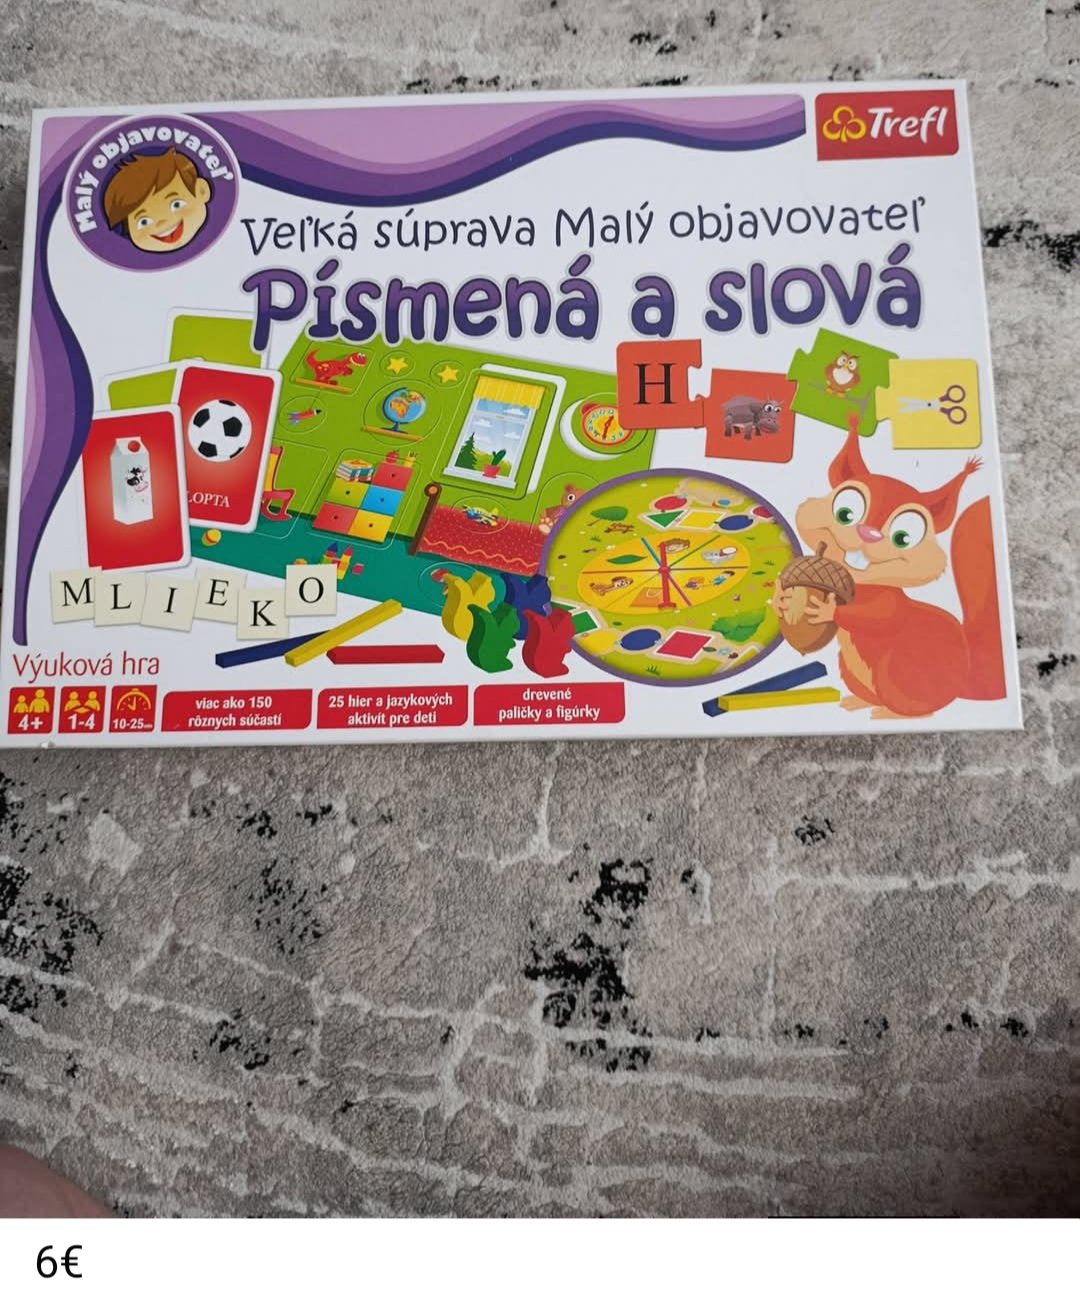 Malý objavovateľ
Trefl
Veľká súprava Malý objavovateľ
Písmená a slová
H
LOPTA
M L I E K O
Výuková hra
4+
1-4
10-25min
viac ako 150
rôznych súčastí
25 hier a jazykových
aktivít pre deti
drevené
paličky a figúrky
6€